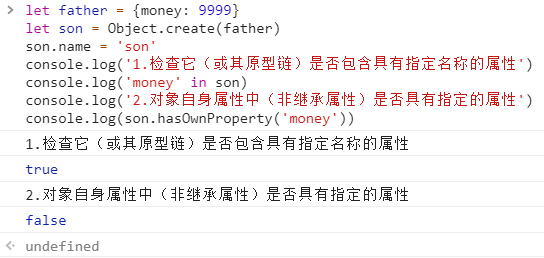 let father = {money: 9999}
let son = Object.create(father)
son.name = 'son'
console.log('1.检查它（或其原型链）是否包含具有指定名称的属性')
console.log('money' in son)
console.log('2.对象自身属性中（非继承属性）是否具有指定的属性')
console.log(son.hasOwnProperty('money'))
1.检查它（或其原型链）是否包含具有指定名称的属性
true
2.对象自身属性中（非继承属性）是否具有指定的属性
false
undefined